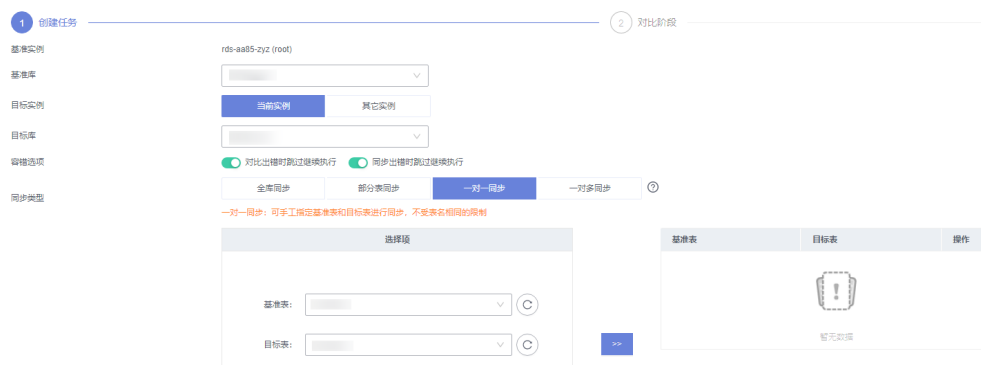 1 创建任务 2 对比阶段
基准实例 rds-aa85-zyz (root)
基准库
目标实例 当前实例 其它实例
目标库
容错选项 对比出错时跳过继续执行 同步出错时跳过继续执行
同步类型 全库同步 部分表同步 一对一同步 一对多同步 ?
一对一同步：可手工指定基准表和目标表进行同步，不受表名相同的限制
选择项 基准表 目标表 操作
基准表:
目标表: >>
暂无数据